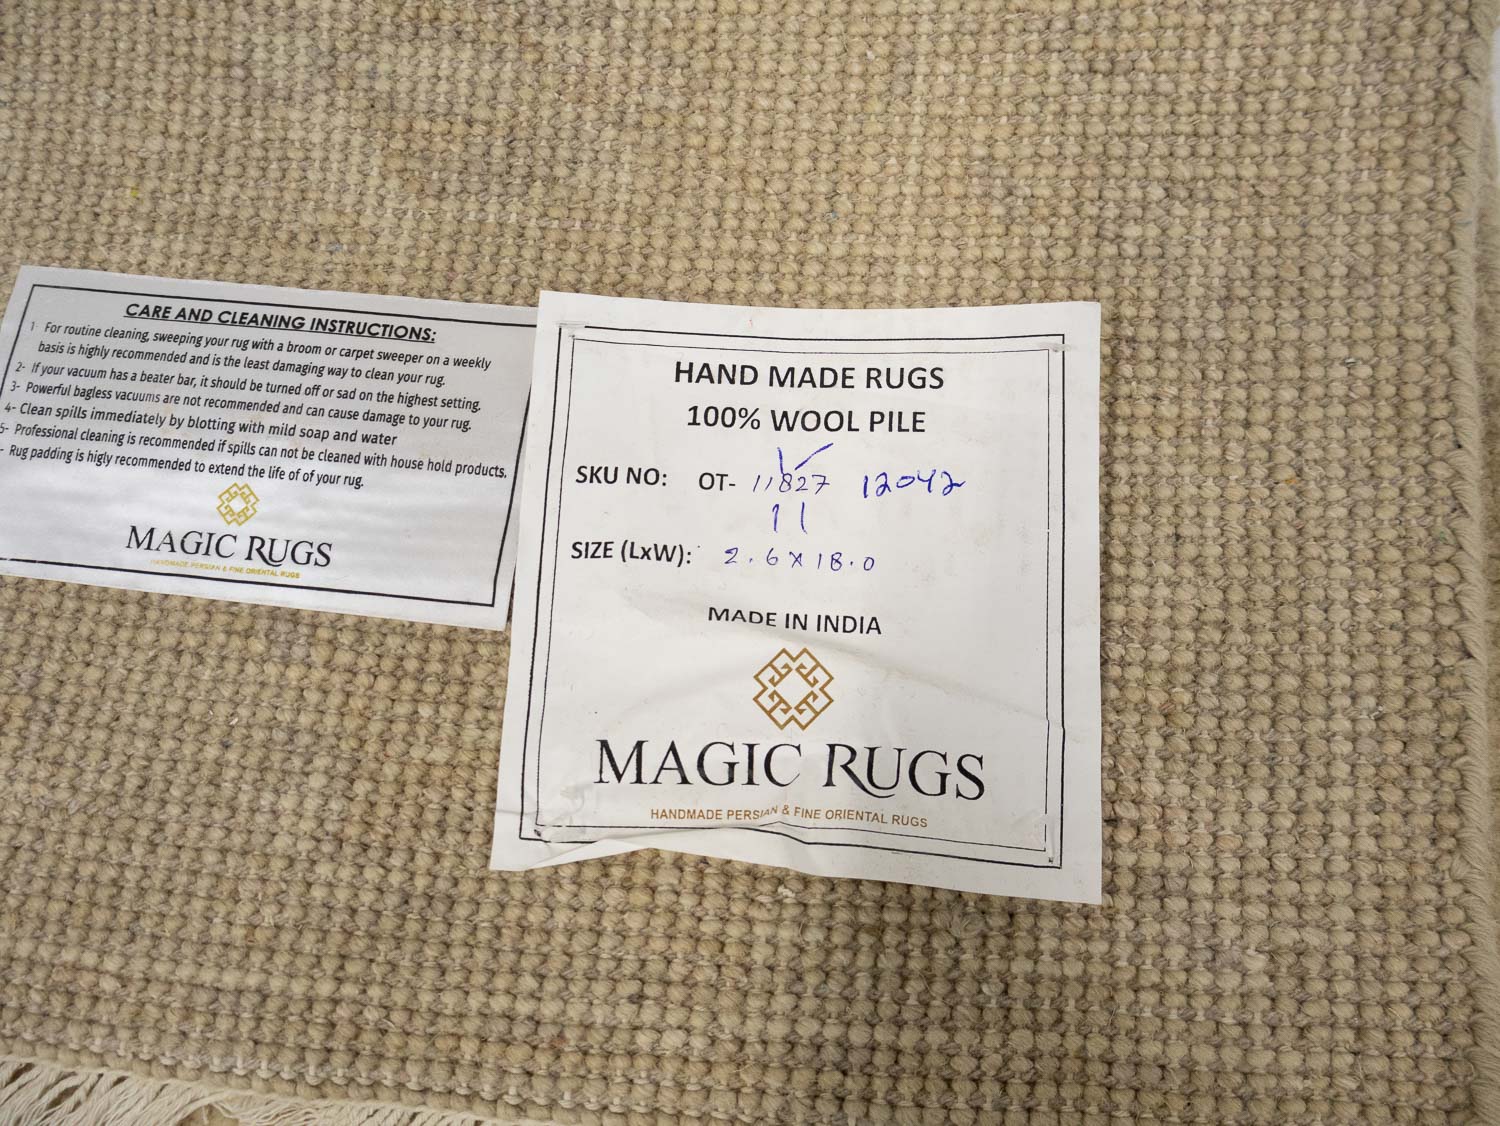 CARE AND CLEANING INSTRUCTIONS:
1- For routine cleaning, sweeping your rug with a broom or carpet sweeper on a weekly
basis is highly recommended and is the least damaging way to clean your rug.
2- If your vacuum has a beater bar, it should be turned off or sad on the highest setting.
3- Powerful bagless vacuums are not recommended and can cause damage to your rug.
4- Clean spills immediately by blotting with mild soap and water
5- Professional cleaning is recommended if spills can not be cleaned with house hold products.
- Rug padding is higly recommended to extend the life of of your rug.
MAGIC RUGS
HANDMADE PERSIAN & FINE ORIENTAL RUGS
HAND MADE RUGS
100% WOOL PILE
SKU NO: OT- 11827 12042
SIZE (LxW): 2.6 x 18.0
MADE IN INDIA
MAGIC RUGS
HANDMADE PERSIAN & FINE ORIENTAL RUGS